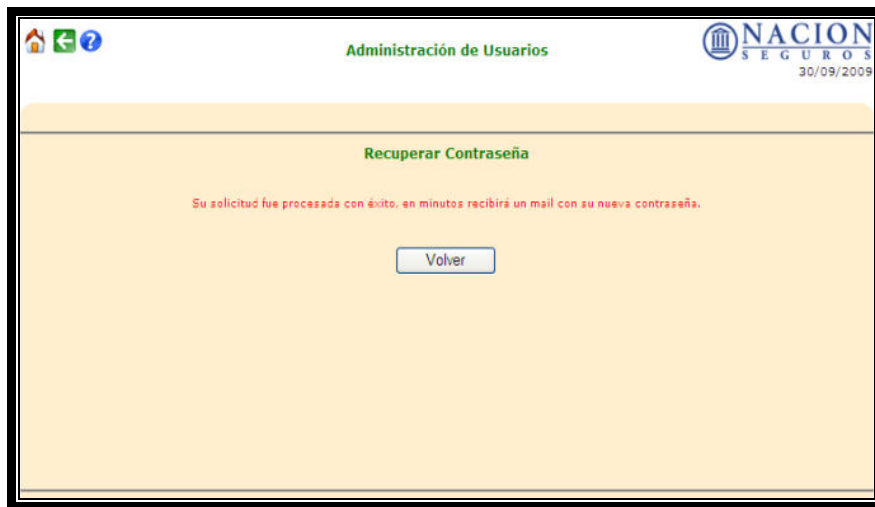 Administración de Usuarios
NACION
SEGUROS
30/09/2009
Recuperar Contraseña
Su solicitud fue procesada con éxito, en minutos recibirá un mail con su nueva contraseña.
Volver